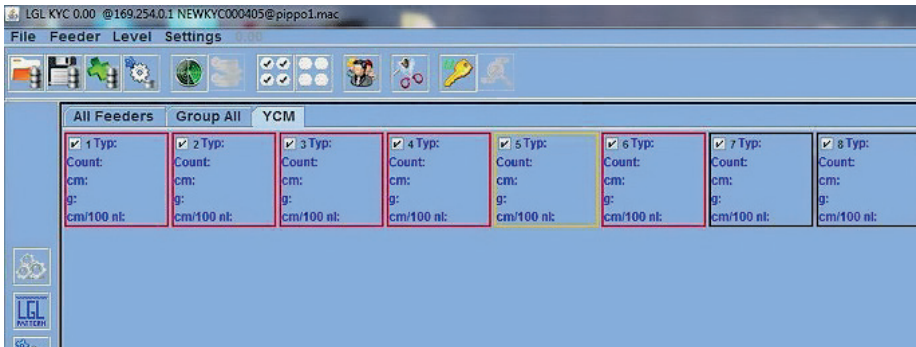 LGL KYC 0.00 @169.254.0.1 NEWKYC000405@pippo1.mac
File Feeder Level Settings 0.00
All Feeders Group All YCM
1 Typ: 2 Typ: 3 Typ: 4 Typ: 5 Typ: 6 Typ: 7 Typ: 8 Typ:
Count: Count: Count: Count: Count: Count: Count: Count:
cm: cm: cm: cm: cm: cm: cm: cm:
g: g: g: g: g: g: g: g:
cm/100 nl: cm/100 nl: cm/100 nl: cm/100 nl: cm/100 nl: cm/100 nl: cm/100 nl: cm/100 nl:
LGL
PATTERN